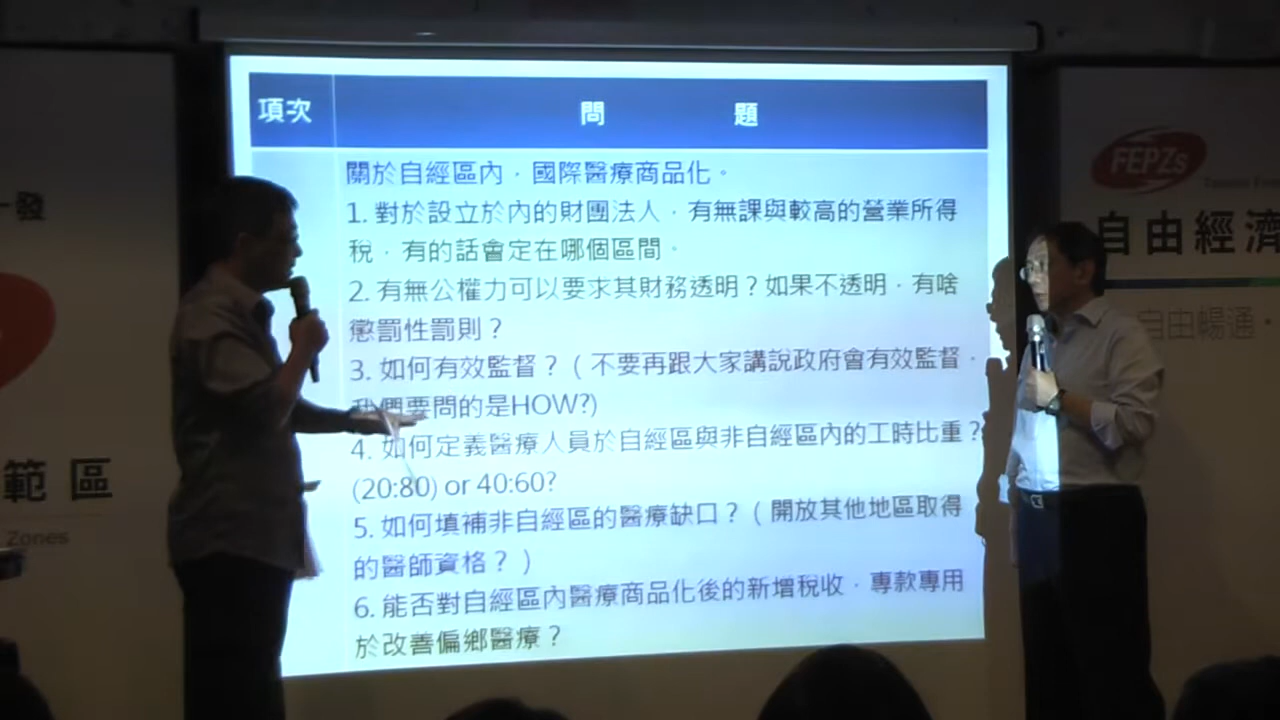 項次 問 題
關於自經區內，國際醫療商品化。
1. 對於設立於內的財團法人，有無課與較高的營業所得
稅，有的話會定在哪個區間。
2. 有無公權力可以要求其財務透明？如果不透明，有啥
懲罰性罰則？
3. 如何有效監督？（不要再跟大家講說政府會有效監督，
我們要問的是HOW?)
4. 如何定義醫療人員於自經區與非自經區內的工時比重？
(20:80) or 40:60?
5. 如何填補非自經區的醫療缺口？（開放其他地區取得
的醫師資格？）
6. 能否對自經區內醫療商品化後的新增稅收，專款專用
於改善偏鄉醫療？
發
範區
Zones
FEPZs
自由經濟
自由暢通·